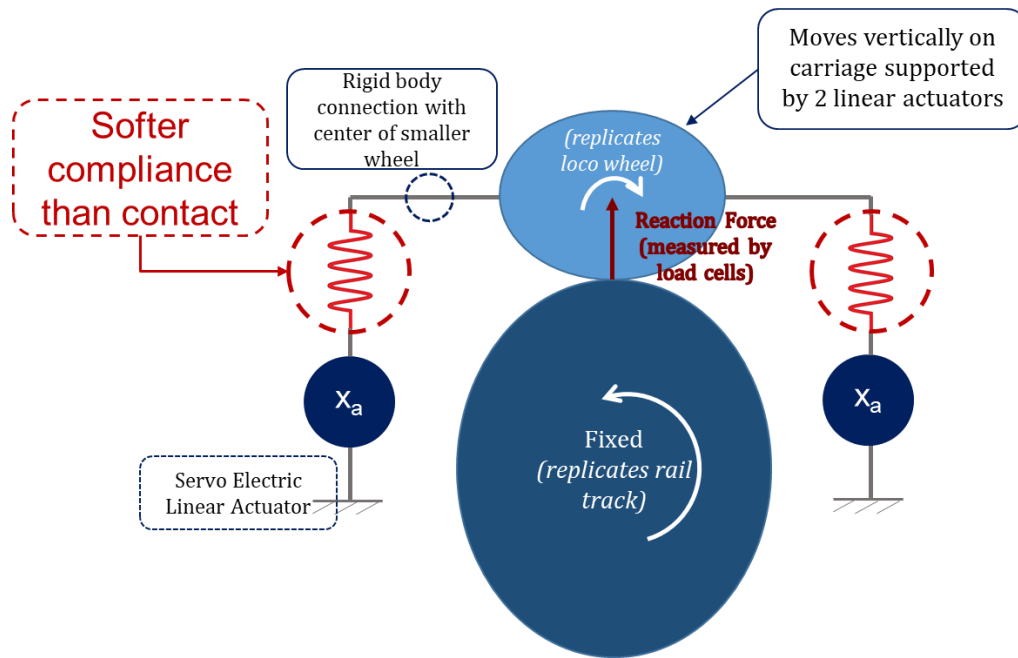 Moves vertically on
carriage supported
by 2 linear actuators
Rigid body
connection with
center of smaller
wheel
Softer
compliance
than contact
(replicates
loco wheel)
Reaction Force
(measured by
load cells)
Xa
Xa
Fixed
(replicates rail
track)
Servo Electric
Linear Actuator